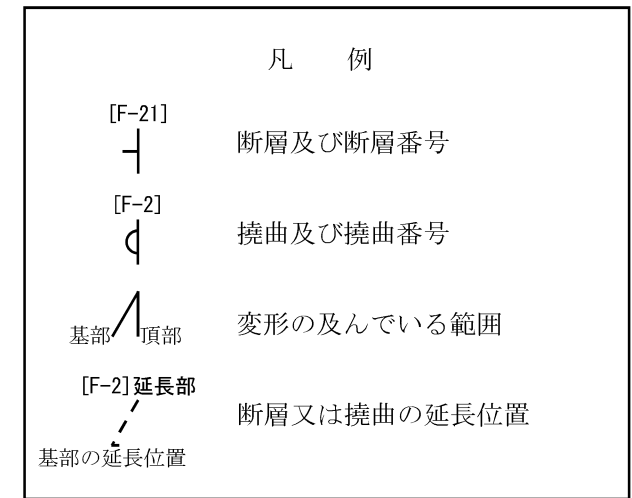 凡 例
[F-21]
断層及び断層番号
[F-2]
撓曲及び撓曲番号
基部 頂部
変形の及んでいる範囲
[F-2]延長部
断層又は撓曲の延長位置
基部の延長位置